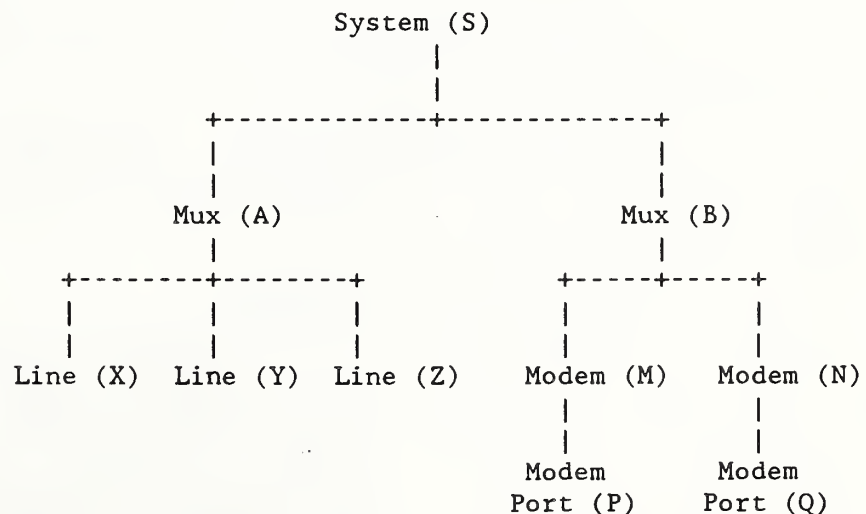 System (S)
Mux (A) Mux (B)
Line (X) Line (Y) Line (Z) Modem (M) Modem (N)
Modem Modem
Port (P) Port (Q)